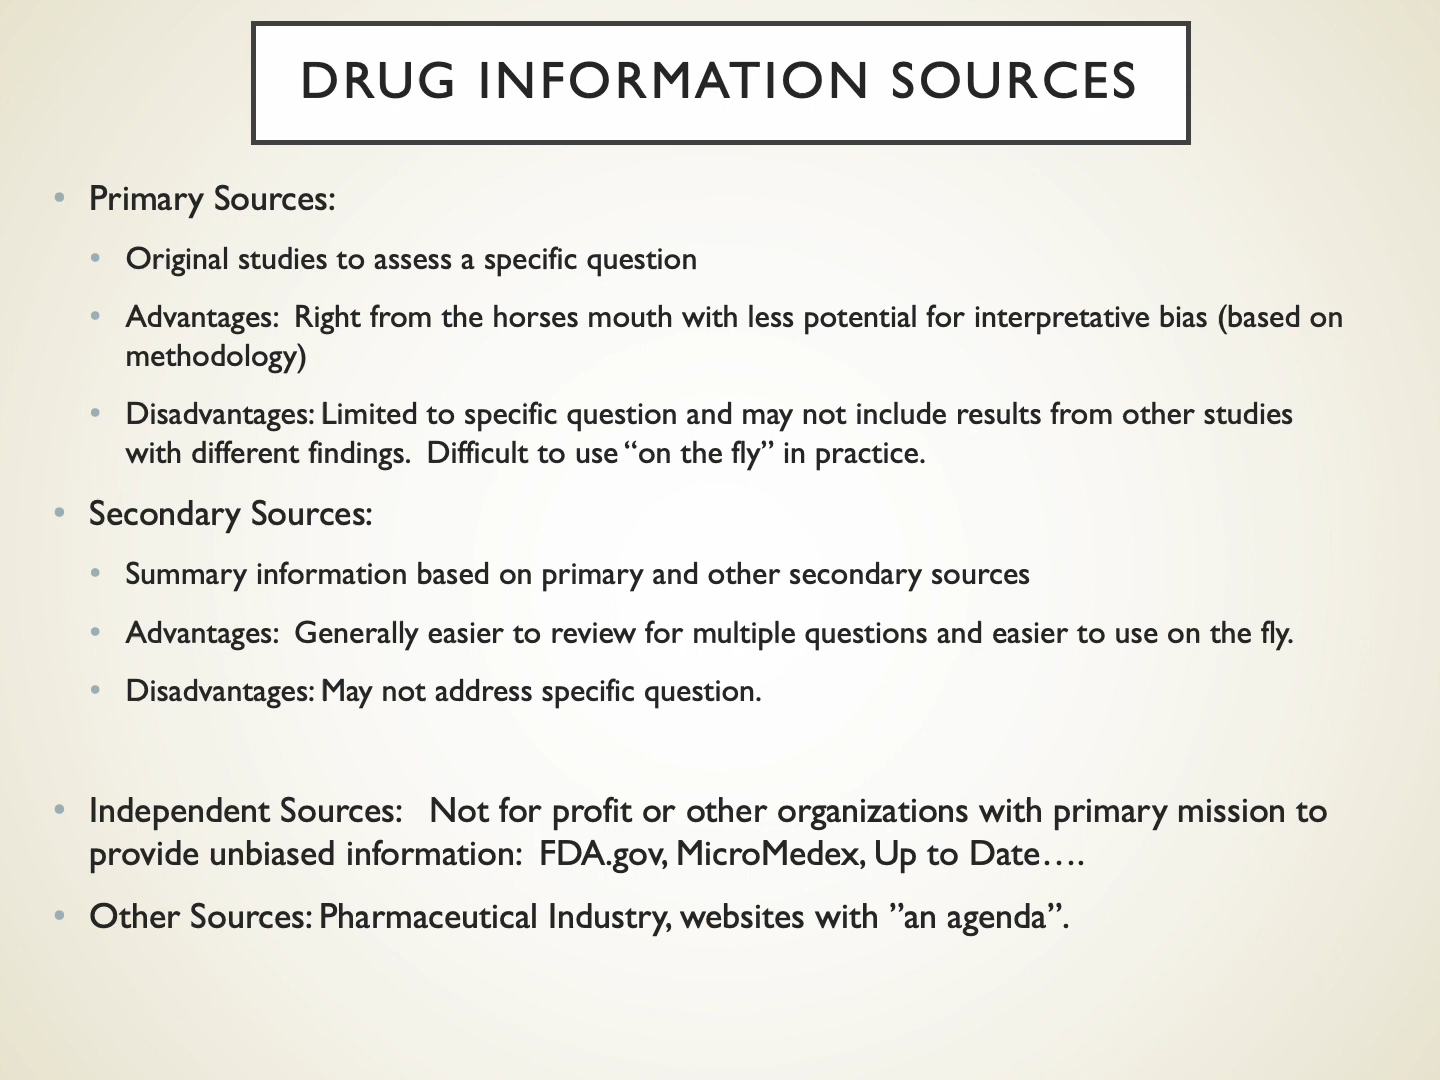 DRUG INFORMATION SOURCES
• Primary Sources:
• Original studies to assess a specific question
• Advantages:  Right from the horses mouth with less potential for interpretative bias (based on
methodology)
• Disadvantages: Limited to specific question and may not include results from other studies
with different findings.  Difficult to use “on the fly” in practice.
• Secondary Sources:
• Summary information based on primary and other secondary sources
• Advantages:  Generally easier to review for multiple questions and easier to use on the fly.
• Disadvantages: May not address specific question.
• Independent Sources:   Not for profit or other organizations with primary mission to
provide unbiased information:  FDA.gov, MicroMedex, Up to Date….
• Other Sources: Pharmaceutical Industry, websites with ”an agenda”.